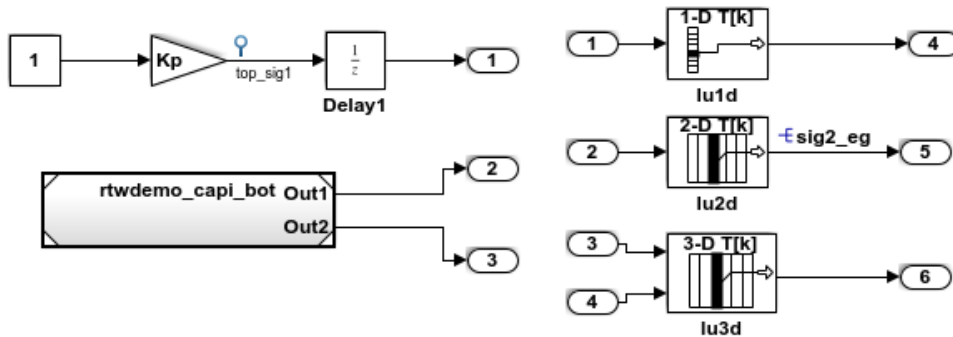 1
Kp
top_sig1
1
z
Delay1
1
rtwdemo_capi_bot
Out1
Out2
2
3
1
1-D T[k]
lu1d
4
2
2-D T[k]
lu2d
sig2_eg
5
3
4
3-D T[k]
lu3d
6